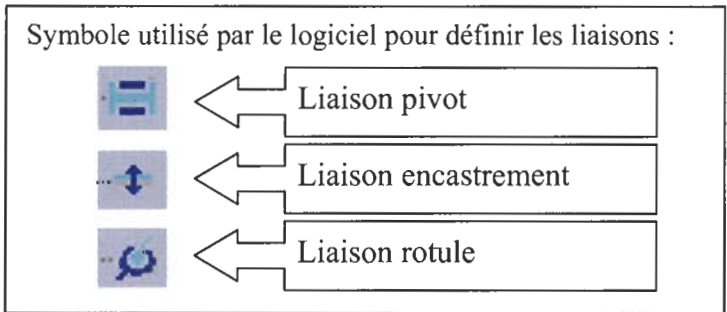 Symbole utilisé par le logiciel pour définir les liaisons :
Liaison pivot
Liaison encastrement
Liaison rotule